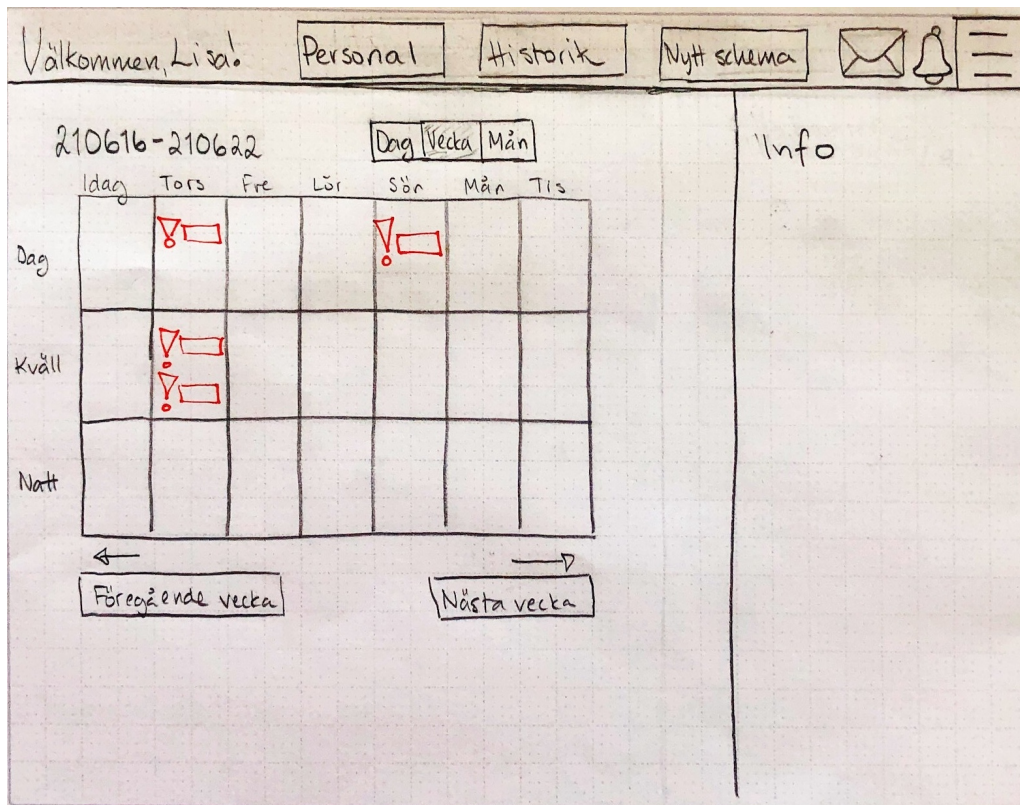 Välkommen, Lisa! Personal Historik Nytt schema
210616-210622 Dag Vecka Mån
Info
Idag Tors Fre Lör Sön Mån Tis
Dag
Kväll
Natt
Föregående vecka Nästa vecka